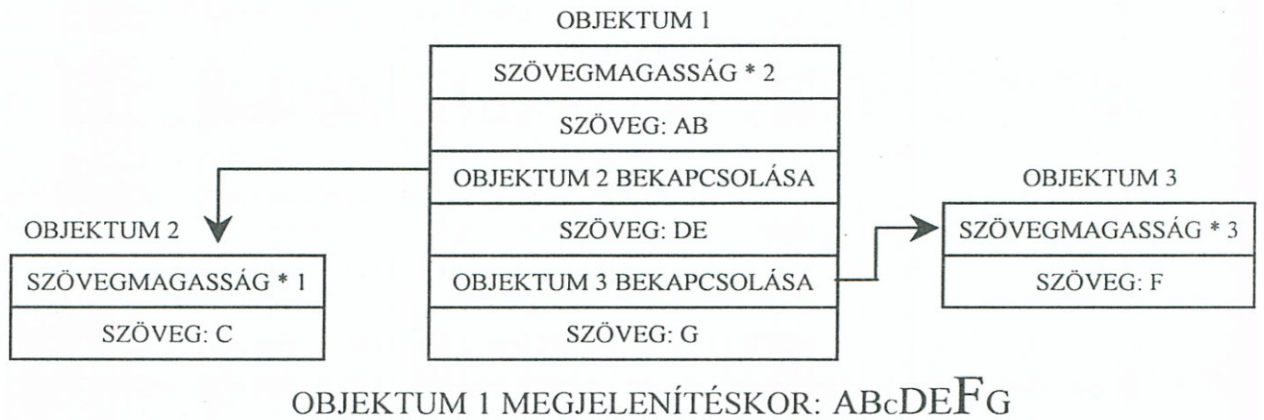 OBJEKTUM 1
SZÖVEGMAGASSÁG * 2
SZÖVEG: AB
OBJEKTUM 2 BEKAPCSOLÁSA
SZÖVEG: DE
OBJEKTUM 3 BEKAPCSOLÁSA
SZÖVEG: G
OBJEKTUM 2
SZÖVEGMAGASSÁG * 1
SZÖVEG: C
OBJEKTUM 3
SZÖVEGMAGASSÁG * 3
SZÖVEG: F
OBJEKTUM 1 MEGJELENÍTÉSKOR: ABcDEFG